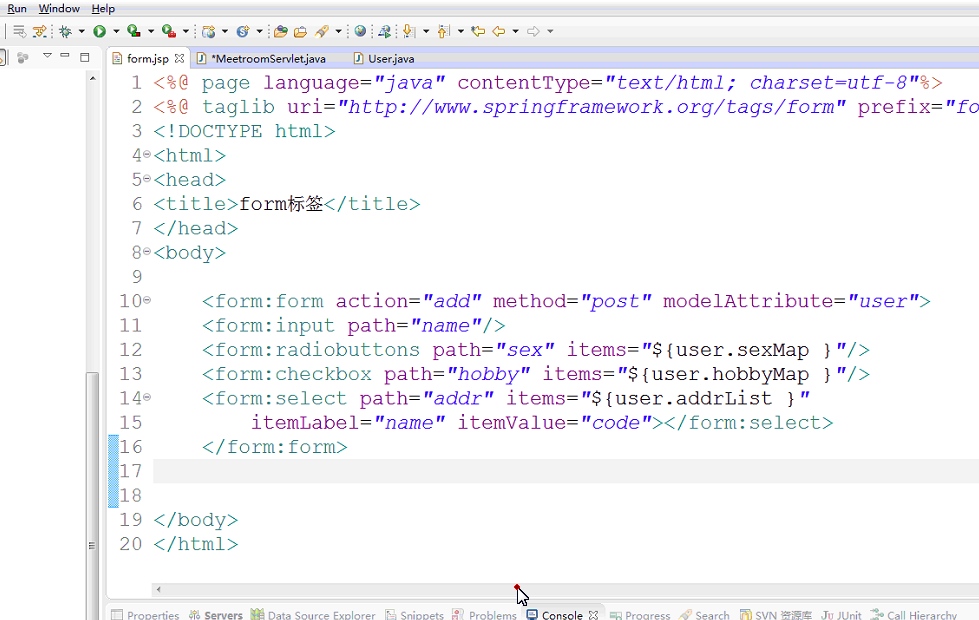 Run Window Help
form.jsp *MeetroomServlet.java User.java
1 <%@ page language="java" contentType="text/html; charset=utf-8"%>
2 <%@ taglib uri="http://www.springframework.org/tags/form" prefix="fo
3 <!DOCTYPE html>
4 <html>
5 <head>
6 <title>form标签</title>
7 </head>
8 <body>
9
10 <form:form action="add" method="post" modelAttribute="user">
11 <form:input path="name"/>
12 <form:radiobuttons path="sex" items="${user.sexMap }"/>
13 <form:checkbox path="hobby" items="${user.hobbyMap }"/>
14 <form:select path="addr" items="${user.addrList }"
15 itemLabel="name" itemValue="code"></form:select>
16 </form:form>
17
18
19 </body>
20 </html>
Properties Servers Data Source Explorer Snippets Problems Console Progress Search SVN 资源库 JUnit Call Hierarchy